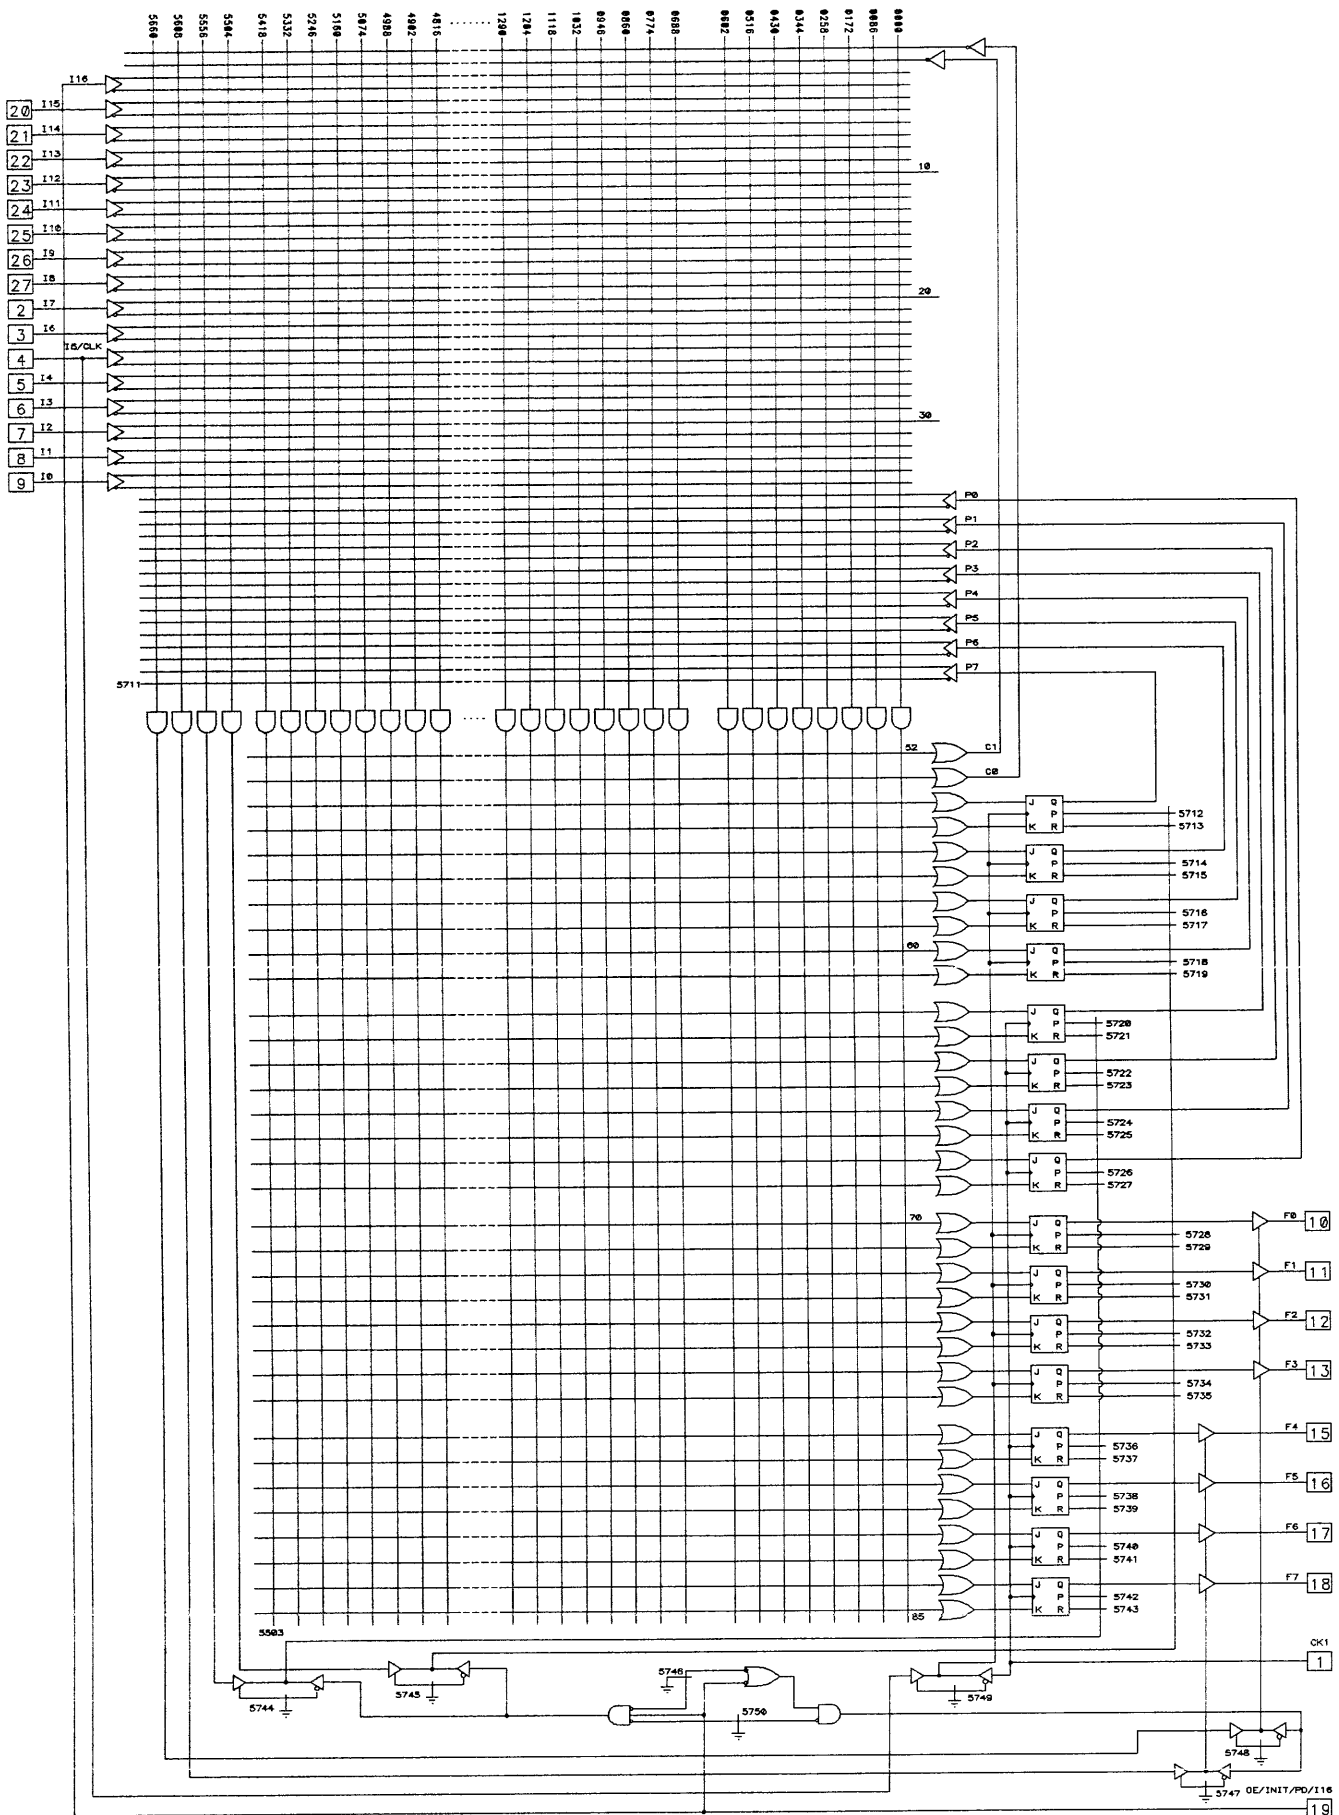 5660 5608 5556 5504 5418 5332 5246 5160 5074 4988 4902 4816 ........ 1290 1204 1118 1032 0946 0860 0774 0688 0602 0516 0430 0344 0258 0172 0086 0000
I16
20 I15
21 I14
22 I13
10
23 I12
24 I11
25 I10
26 I9
27 I8
20
2 I7
3 I6
4 I5/CLK
5 I4
6 I3
30
7 I2
8 I1
9 I0
P0
P1
P2
P3
P4
P5
P6
P7
5711
52 C1
C0
J Q
P 5712
K R 5713
J Q
P 5714
K R 5715
J Q
P 5716
K R 5717
60 J Q
P 5718
K R 5719
J Q
P 5720
K R 5721
J Q
P 5722
K R 5723
J Q
P 5724
K R 5725
J Q
P 5726
K R 5727
70 J Q F0 10
P 5728
K R 5729
J Q F1 11
P 5730
K R 5731
J Q F2 12
P 5732
K R 5733
J Q F3 13
P 5734
K R 5735
J Q F4 15
P 5736
K R 5737
J Q F5 16
P 5738
K R 5739
J Q F6 17
P 5740
K R 5741
J Q F7 18
P 5742
K R 5743
85
5503
CK1
1
5746
5744 5745 5750 5749
5748
5747 OE/INIT/PD/I16
19